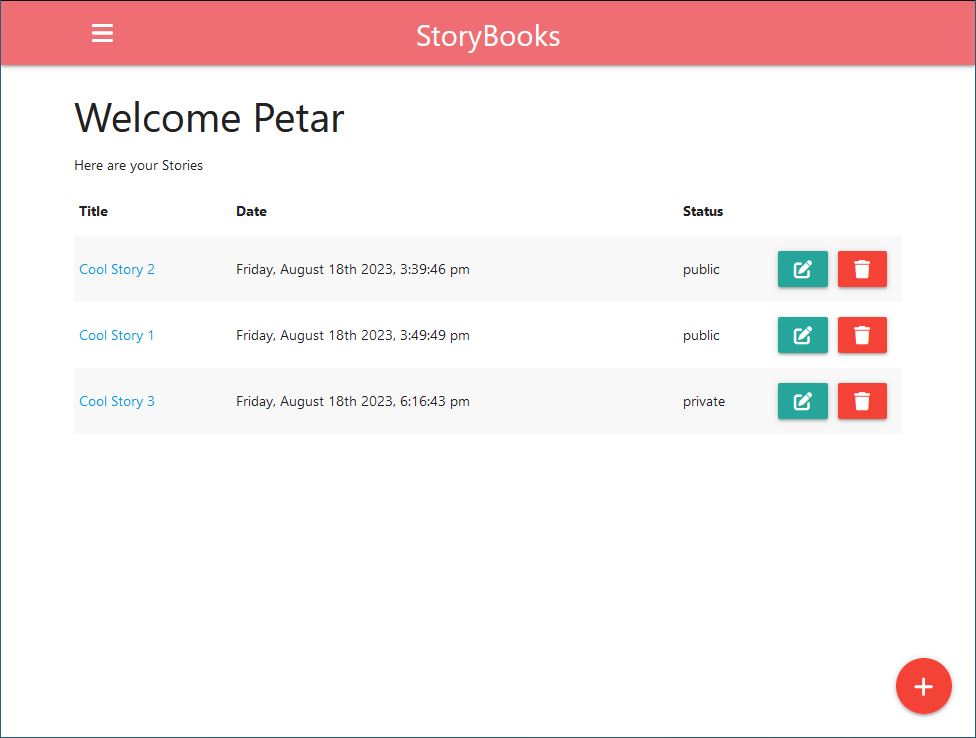 StoryBooks
Welcome Petar
Here are your Stories
Title Date Status
Cool Story 2 Friday, August 18th 2023, 3:39:46 pm public
Cool Story 1 Friday, August 18th 2023, 3:49:49 pm public
Cool Story 3 Friday, August 18th 2023, 6:16:43 pm private